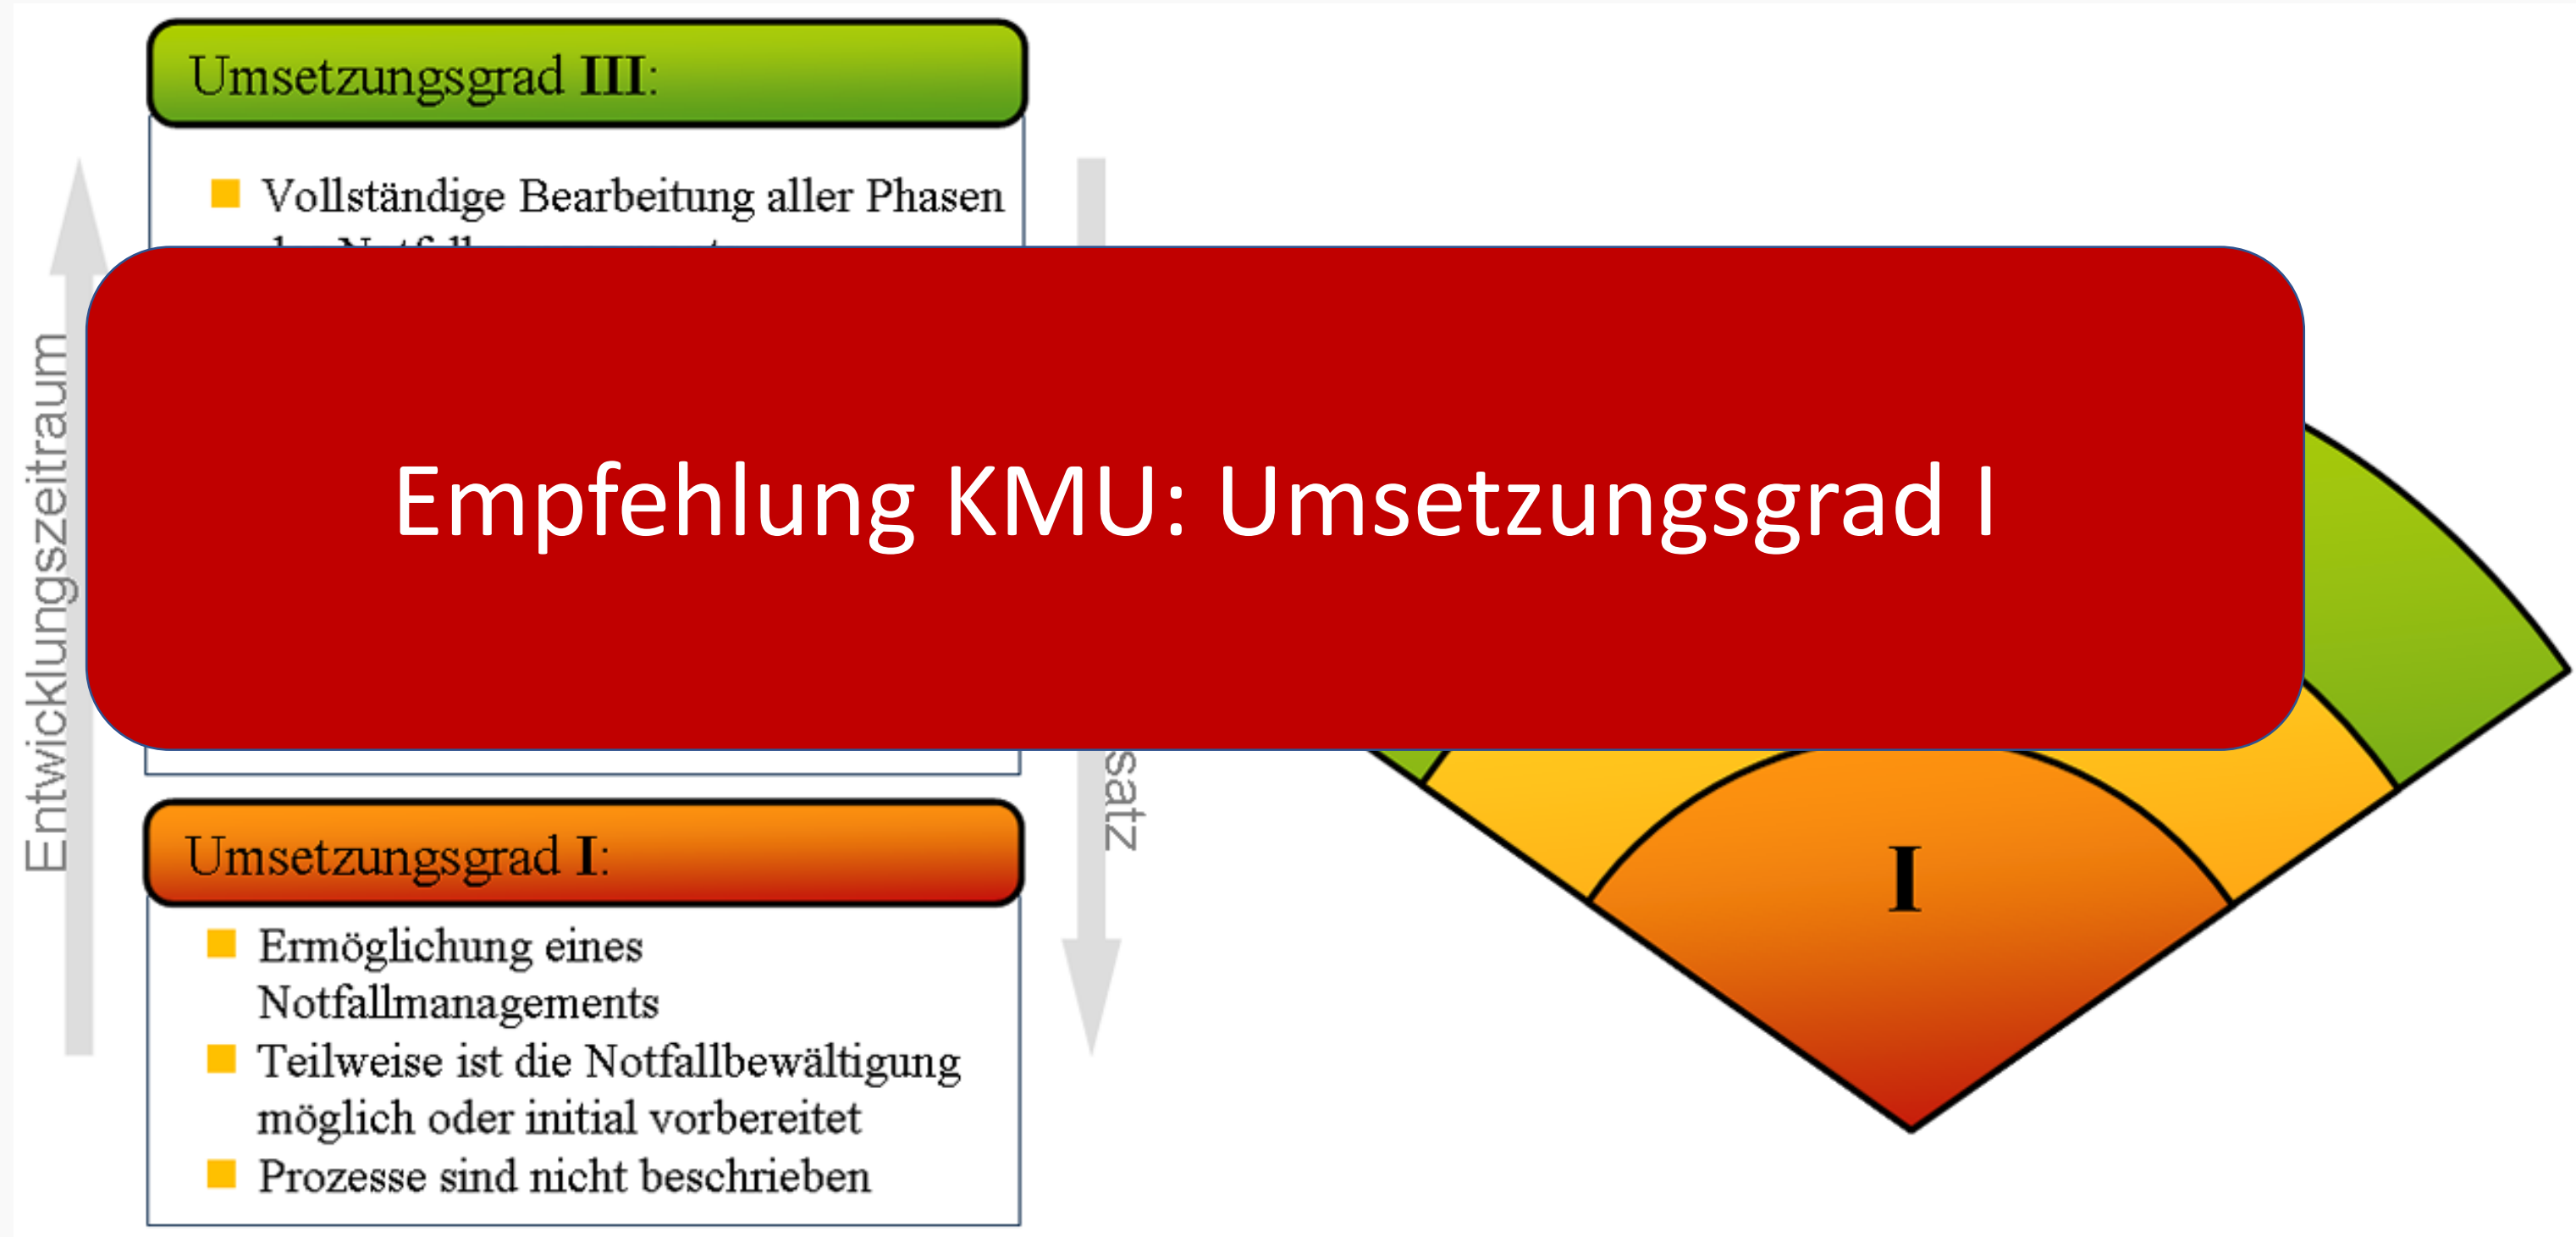 Umsetzungsgrad III:
Vollständige Bearbeitung aller Phasen
Entwicklungszeitraum
Empfehlung KMU: Umsetzungsgrad I
satz
Umsetzungsgrad I:
Ermöglichung eines
Notfallmanagements
Teilweise ist die Notfallbewältigung
möglich oder initial vorbereitet
Prozesse sind nicht beschrieben
I